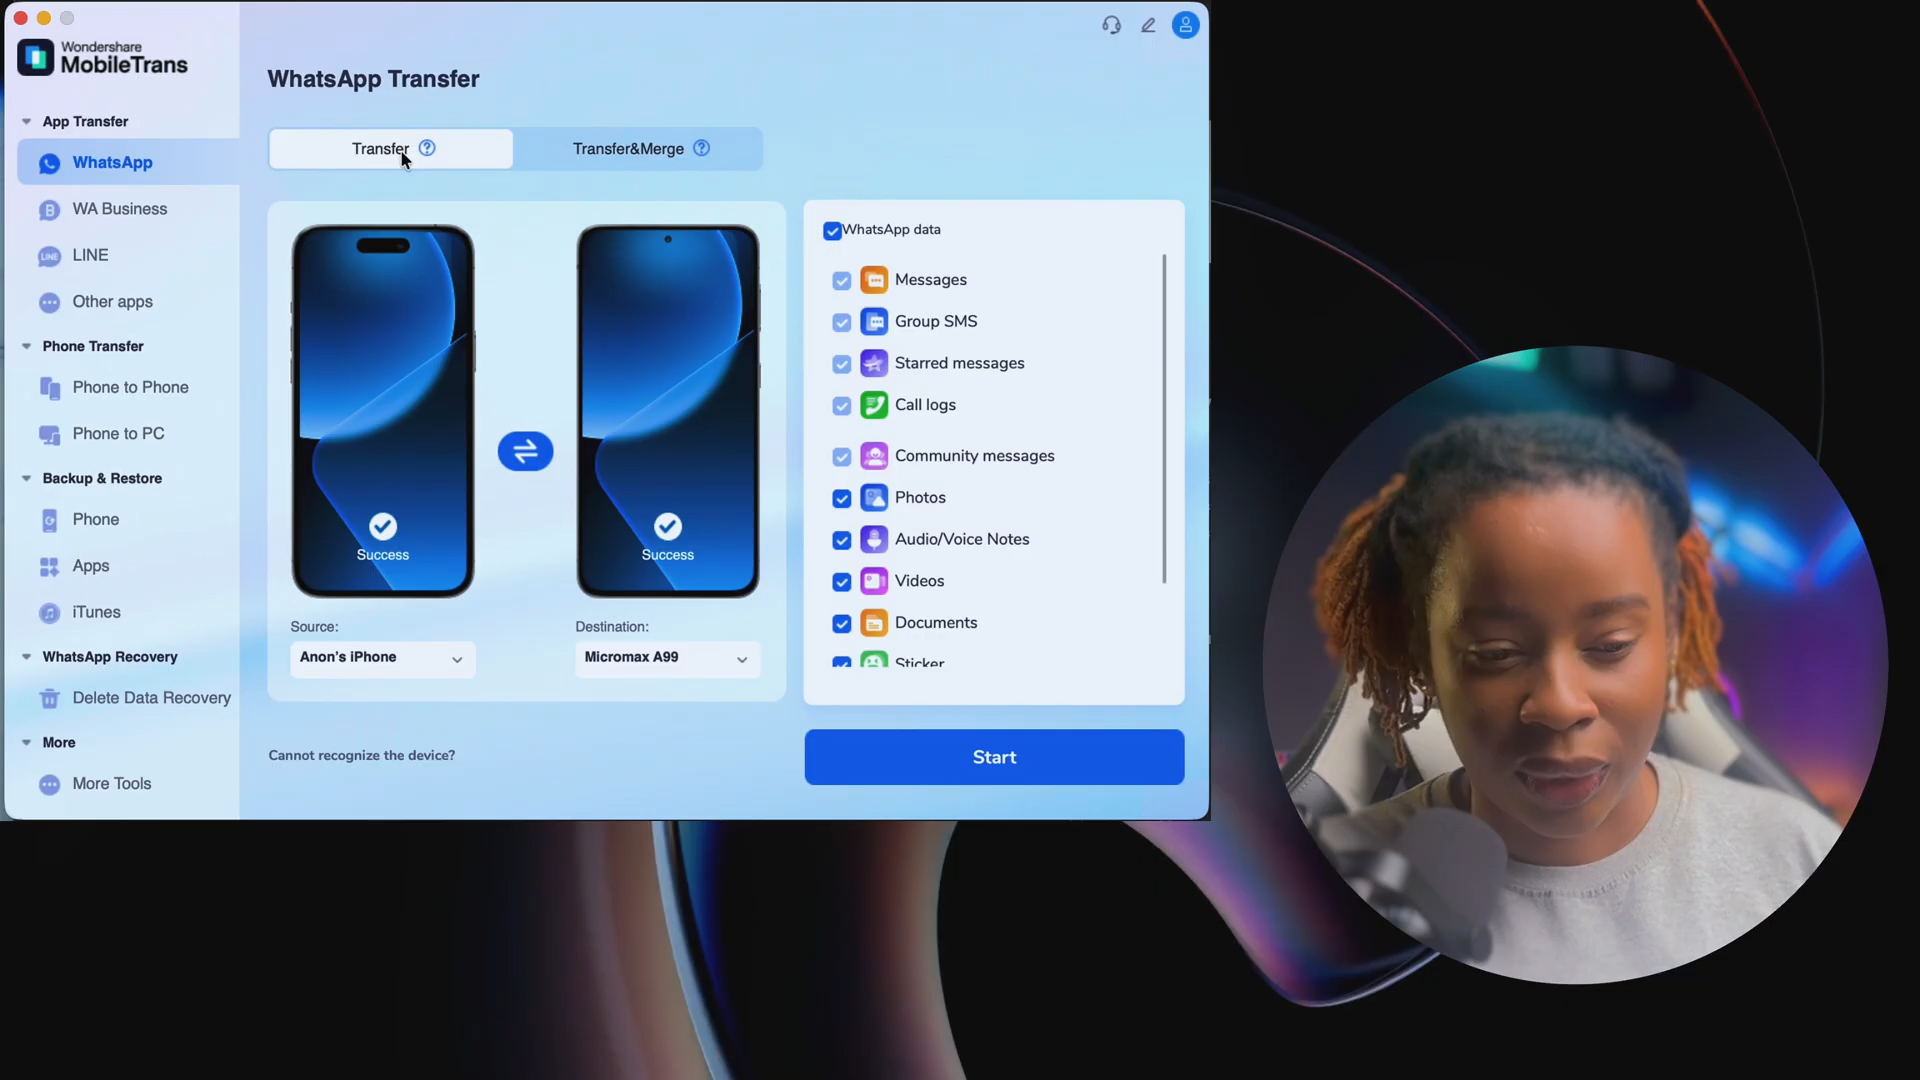 Wondershare
MobileTrans
App Transfer
WhatsApp
WA Business
LINE
Other apps
Phone Transfer
Phone to Phone
Phone to PC
Backup & Restore
Phone
Apps
iTunes
WhatsApp Recovery
Delete Data Recovery
More
More Tools
WhatsApp Transfer
Transfer
Transfer&Merge
Success
Success
Source:
Destination:
Anon's iPhone
Micromax A99
Cannot recognize the device?
WhatsApp data
Messages
Group SMS
Starred messages
Call logs
Community messages
Photos
Audio/Voice Notes
Videos
Documents
Sticker
Start